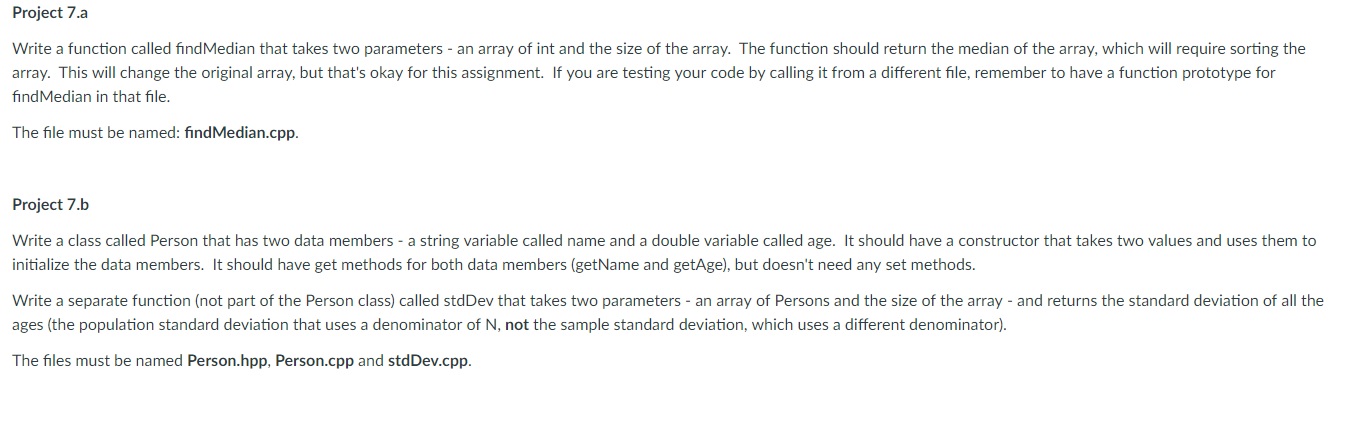 Project 7.a
Write a function called findMedian that takes two parameters - an array of int and the size of the array.  The function should return the median of the array, which will require sorting the
array.  This will change the original array, but that's okay for this assignment.  If you are testing your code by calling it from a different file, remember to have a function prototype for
findMedian in that file.
The file must be named: findMedian.cpp.
Project 7.b
Write a class called Person that has two data members - a string variable called name and a double variable called age.  It should have a constructor that takes two values and uses them to
initialize the data members.  It should have get methods for both data members (getName and getAge), but doesn't need any set methods.
Write a separate function (not part of the Person class) called stdDev that takes two parameters - an array of Persons and the size of the array - and returns the standard deviation of all the
ages (the population standard deviation that uses a denominator of N, not the sample standard deviation, which uses a different denominator).
The files must be named Person.hpp, Person.cpp and stdDev.cpp.